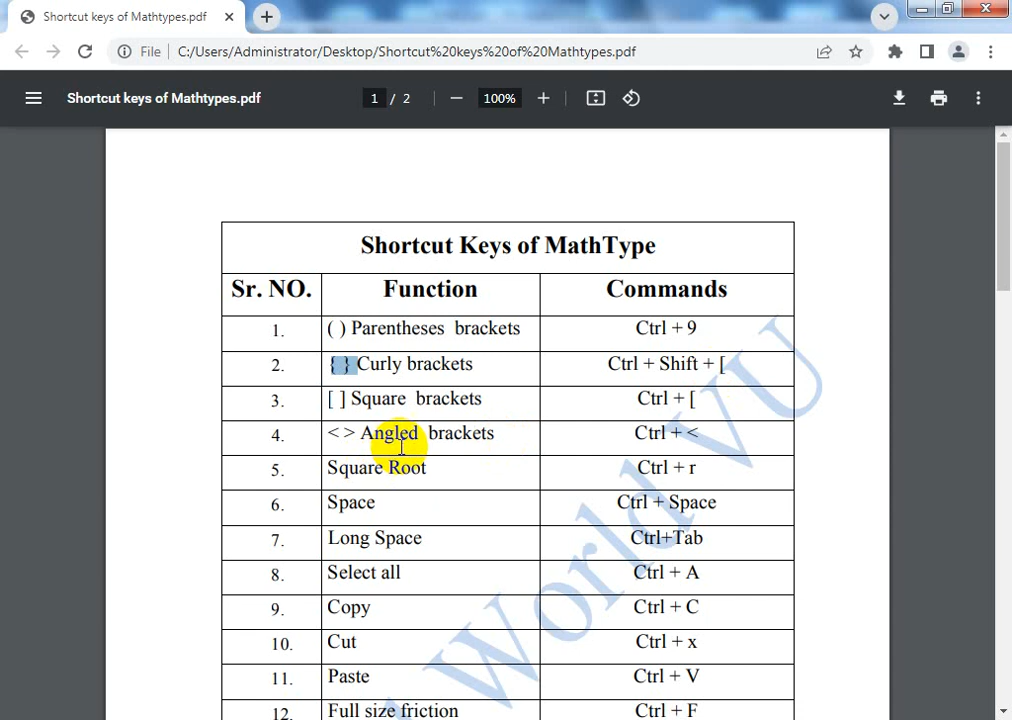 Shortcut keys of Mathtypes.pdf
File C:/Users/Administrator/Desktop/Shortcut%20keys%20of%20Mathtypes.pdf
Shortcut keys of Mathtypes.pdf 1 / 2 100%
Shortcut Keys of MathType
Sr. NO. Function Commands
1. ( ) Parentheses brackets Ctrl + 9
2. { } Curly brackets Ctrl + Shift + [
3. [ ] Square brackets Ctrl + [
4. < > Angled brackets Ctrl + <
5. Square Root Ctrl + r
6. Space Ctrl + Space
7. Long Space Ctrl+Tab
8. Select all Ctrl + A
9. Copy Ctrl + C
10. Cut Ctrl + x
11. Paste Ctrl + V
12. Full size friction Ctrl + F
World VU